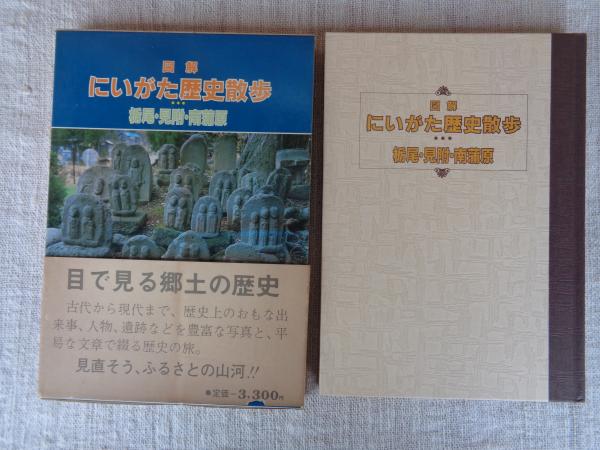 図解
にいがた歴史散歩
栃尾・見附・南蒲原
目で見る郷土の歴史
古代から現代まで、歴史上のおもな出
来事、人物、遺跡などを豊富な写真と、平
易な文章で綴る歴史の旅。
見直そう、ふるさとの山河.!!
●定価—3,300円
図解
にいがた歴史散歩
栃尾・見附・南蒲原